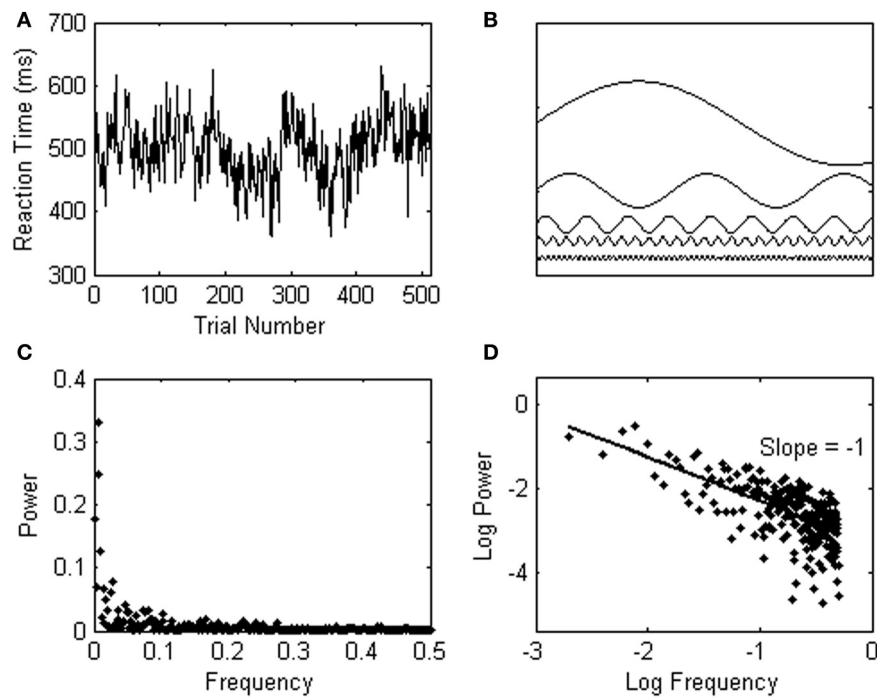 A
Reaction Time (ms)
700
600
500
400
300
0 100 200 300 400 500
Trial Number
B
C
Power
0.4
0.3
0.2
0.1
0
0 0.1 0.2 0.3 0.4 0.5
Frequency
D
Log Power
0
-2
-4
Slope = -1
-3 -2 -1 0
Log Frequency